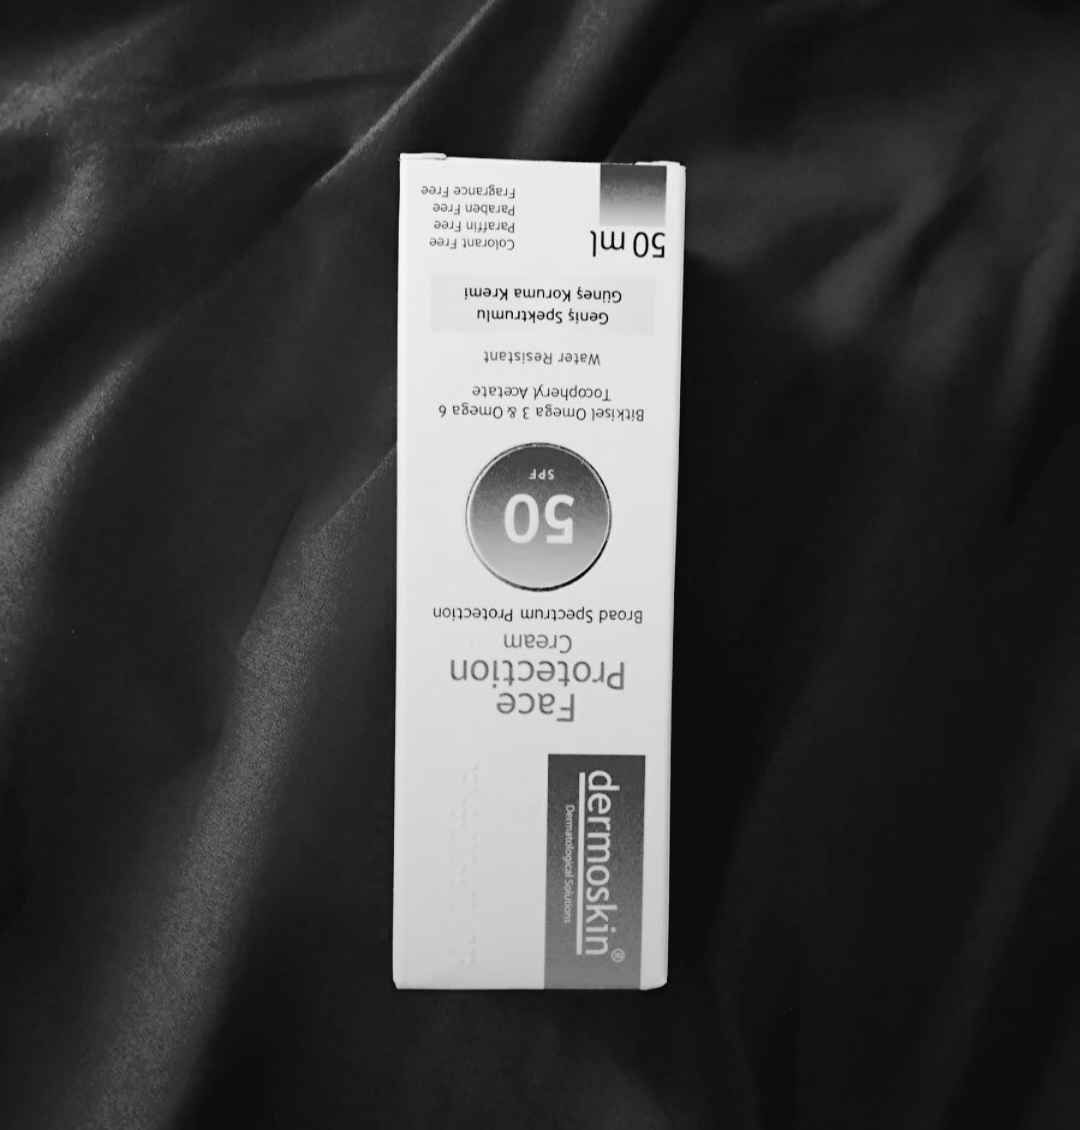 dermoskin®
Dermatological Solutions
Face
Protection
Cream
Broad Spectrum Protection
50
SPF
Bitkisel Omega 3 & Omega 6
Tocopheryl Acetate
Water Resistant
Geniş Spektrumlu
Güneş Koruma Kremi
50 ml
Colorant Free
Paraffin Free
Paraben Free
Fragrance Free